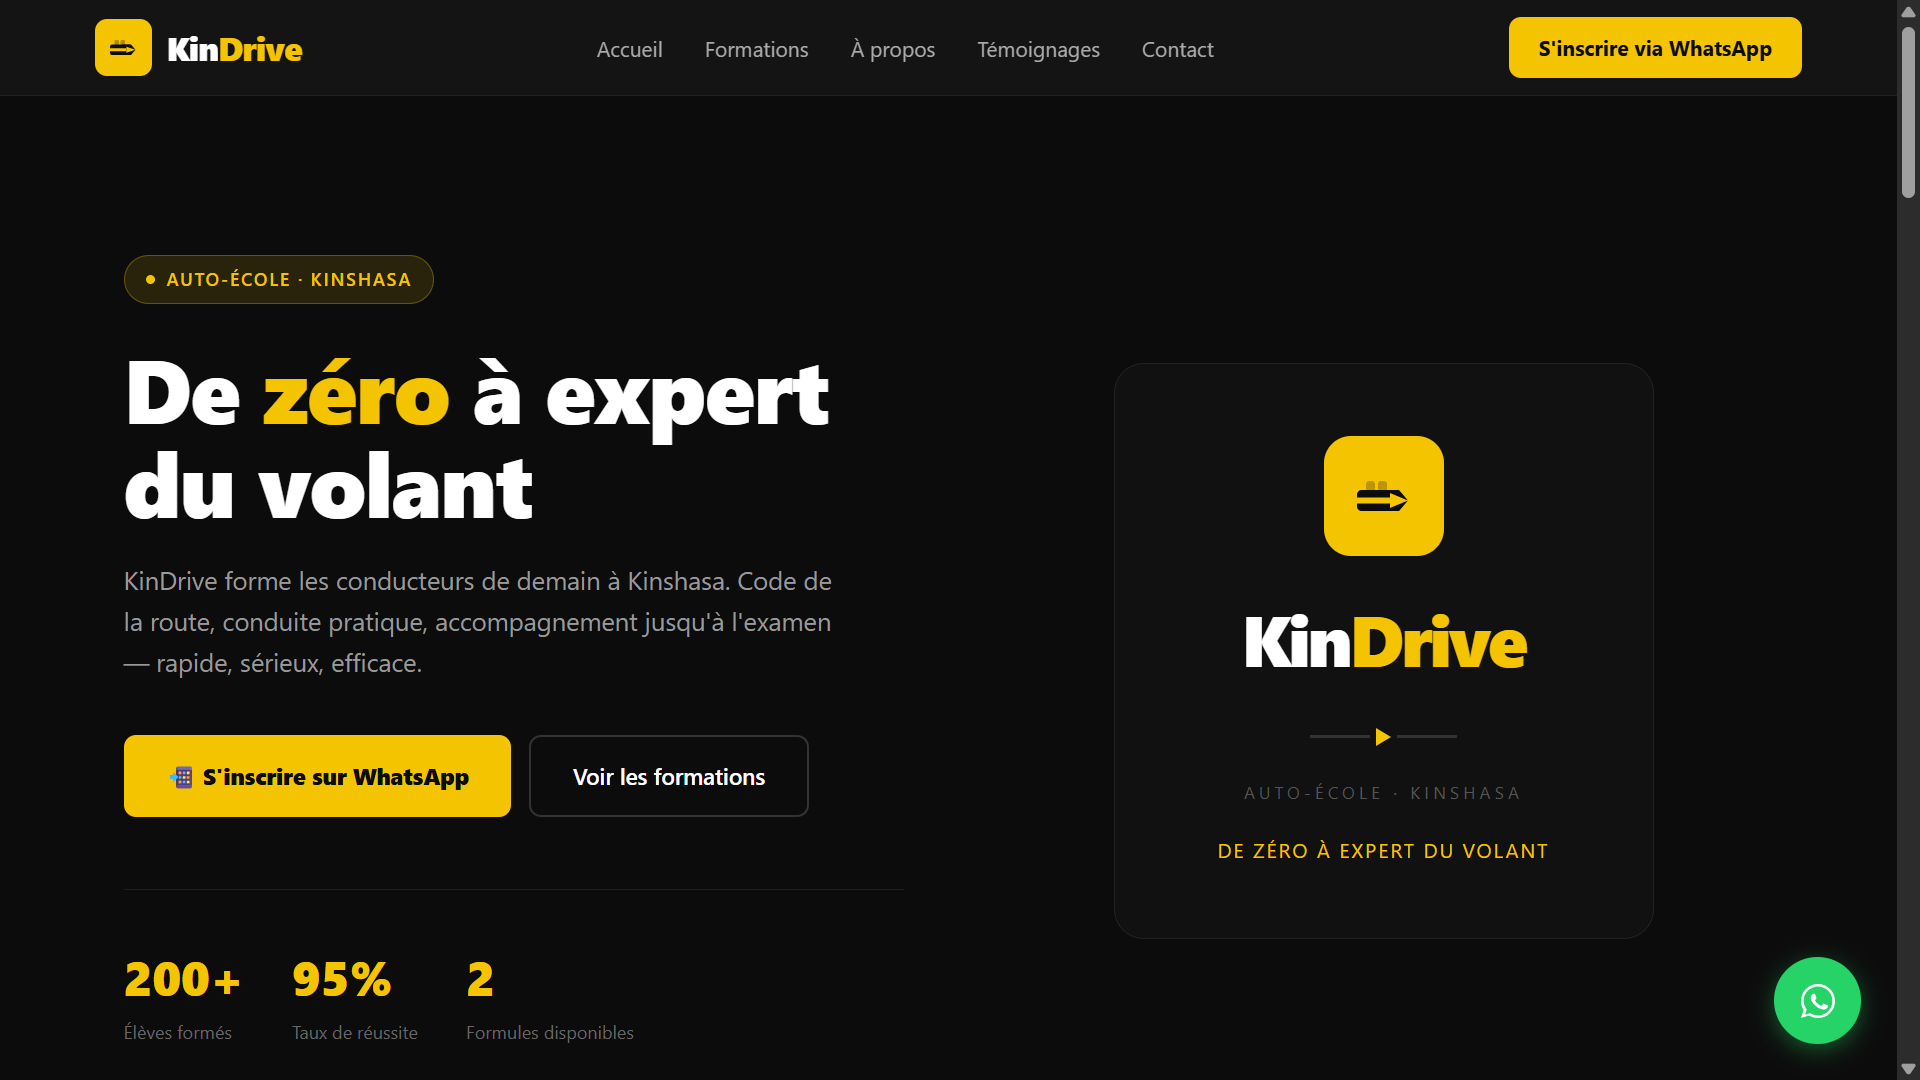 KinDrive
Accueil
Formations
À propos
Témoignages
Contact
S'inscrire via WhatsApp
AUTO-ÉCOLE · KINSHASA
De zéro à expert
du volant
KinDrive forme les conducteurs de demain à Kinshasa. Code de
la route, conduite pratique, accompagnement jusqu'à l'examen
— rapide, sérieux, efficace.
S'inscrire sur WhatsApp
Voir les formations
200+
Élèves formés
95%
Taux de réussite
2
Formules disponibles
KinDrive
AUTO-ÉCOLE · KINSHASA
DE ZÉRO À EXPERT DU VOLANT